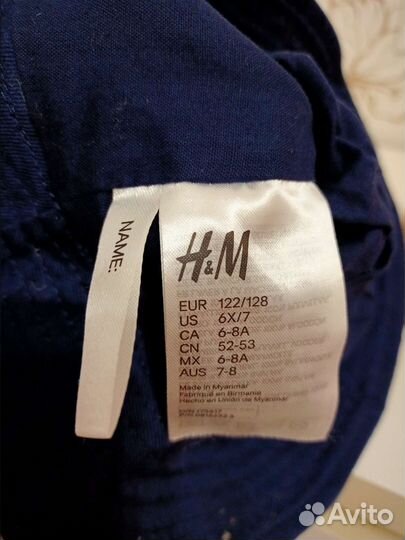 NAME:
H&M
EUR 122/128
US 6X/7
CA 6-8A
CN 52-53
MX 6-8A
AUS 7-8
Made in Myanmar
Fabriqué en Birmanie
Hecho en Unión de Myanmar
Avito